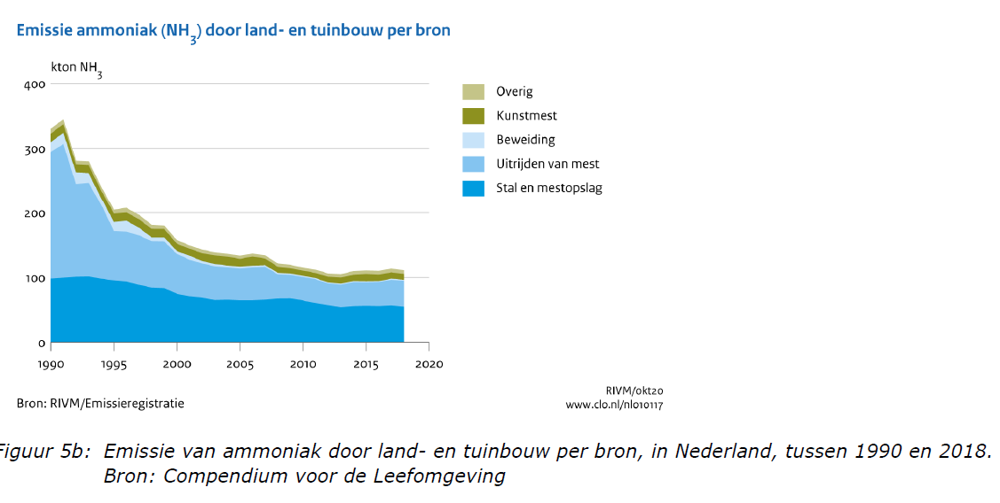 Emissie ammoniak (NH3) door land- en tuinbouw per bron
kton NH3
400
300
200
100
0
1990 1995 2000 2005 2010 2015 2020
Overig
Kunstmest
Beweiding
Uitrijden van mest
Stal en mestopslag
Bron: RIVM/Emissieregistratie
RIVM/okt20
www.clo.nl/nl010117
Figuur 5b: Emissie van ammoniak door land- en tuinbouw per bron, in Nederland, tussen 1990 en 2018.
Bron: Compendium voor de Leefomgeving